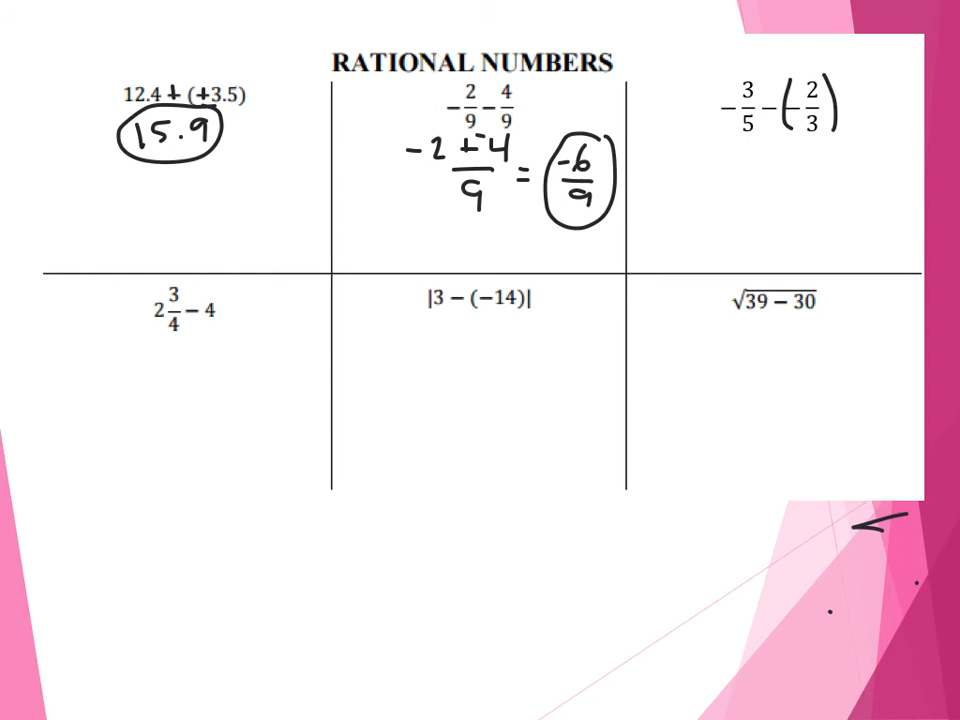 RATIONAL NUMBERS
12.4 + (+3.5)
15.9
-2/9 - 4/9
-2 + -4 / 9 = -6/9
-3/5 - (-2/3)
2 3/4 - 4
|3 - (-14)|
√39 - 30